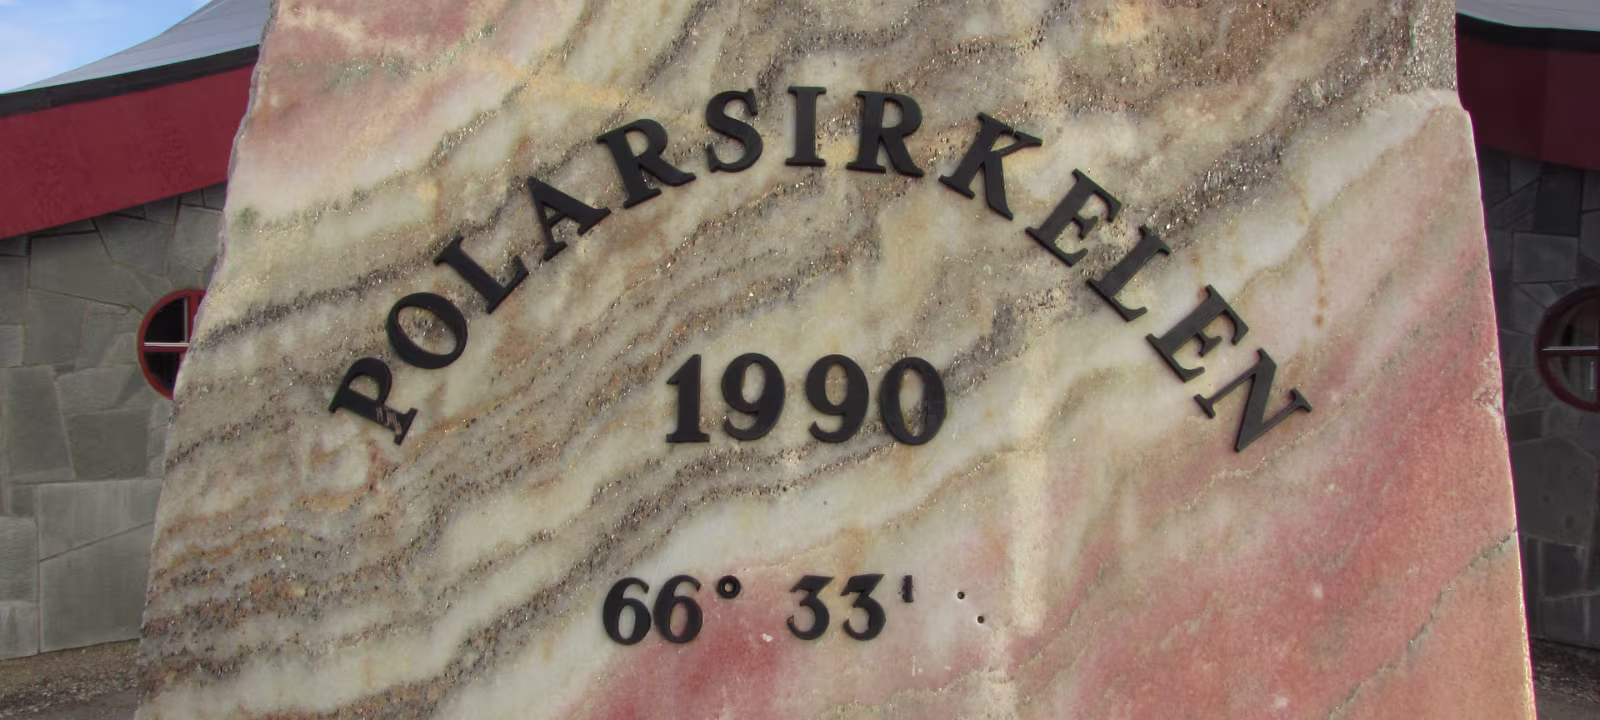 POLARSIRKELEN
1990
66° 33'